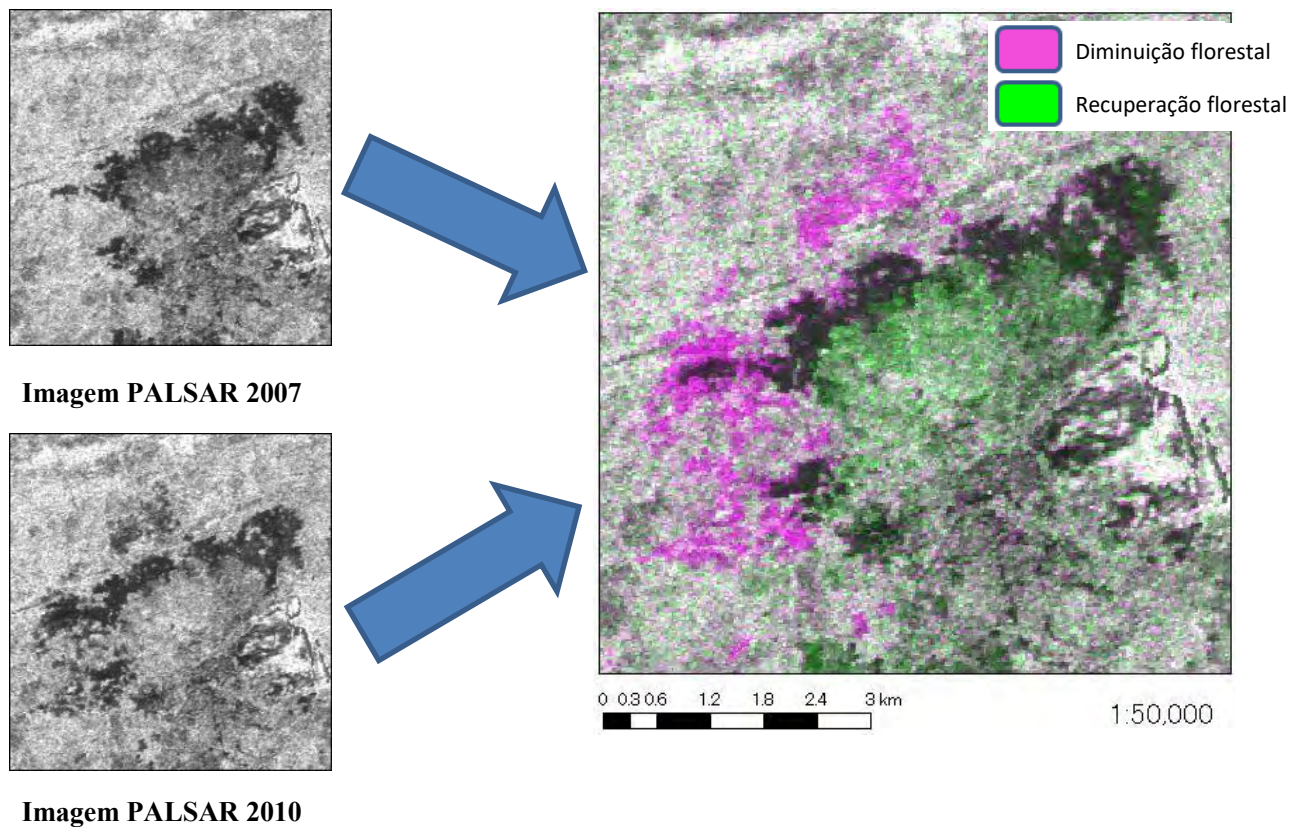 Imagem PALSAR 2007
Imagem PALSAR 2010
Diminuição florestal
Recuperação florestal
0 0.3 0.6 1.2 1.8 2.4 3 km
1:50,000